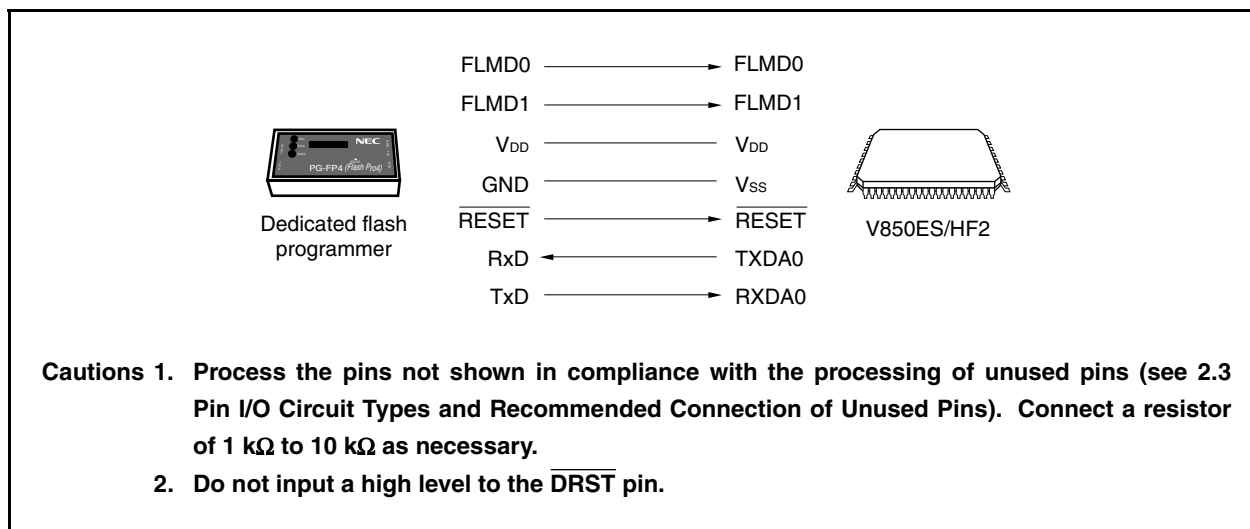 FLMD0 FLMD0
FLMD1 FLMD1
NEC
PG-FP4 (Flash Pro4)
VDD VDD
GND VSS
Dedicated flash
programmer
RESET RESET
V850ES/HF2
RxD TXDA0
TxD RXDA0
Cautions 1. Process the pins not shown in compliance with the processing of unused pins (see 2.3
Pin I/O Circuit Types and Recommended Connection of Unused Pins). Connect a resistor
of 1 kΩ to 10 kΩ as necessary.
2. Do not input a high level to the DRST pin.